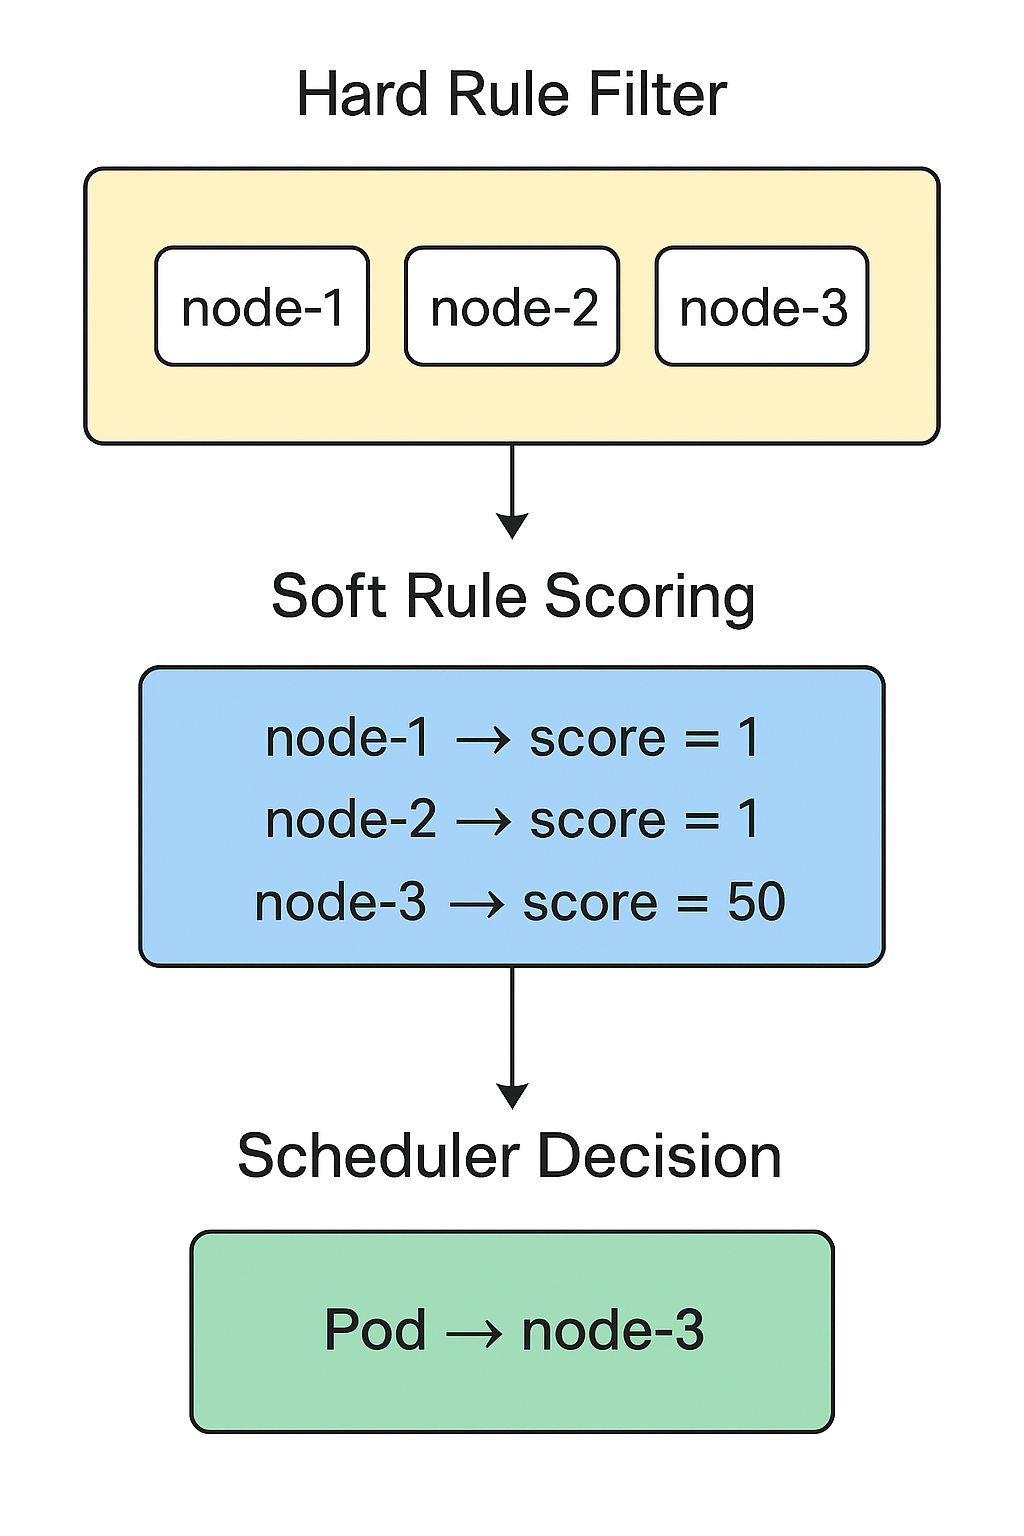 Hard Rule Filter
node-1 node-2 node-3
Soft Rule Scoring
node-1 → score = 1
node-2 → score = 1
node-3 → score = 50
Scheduler Decision
Pod → node-3